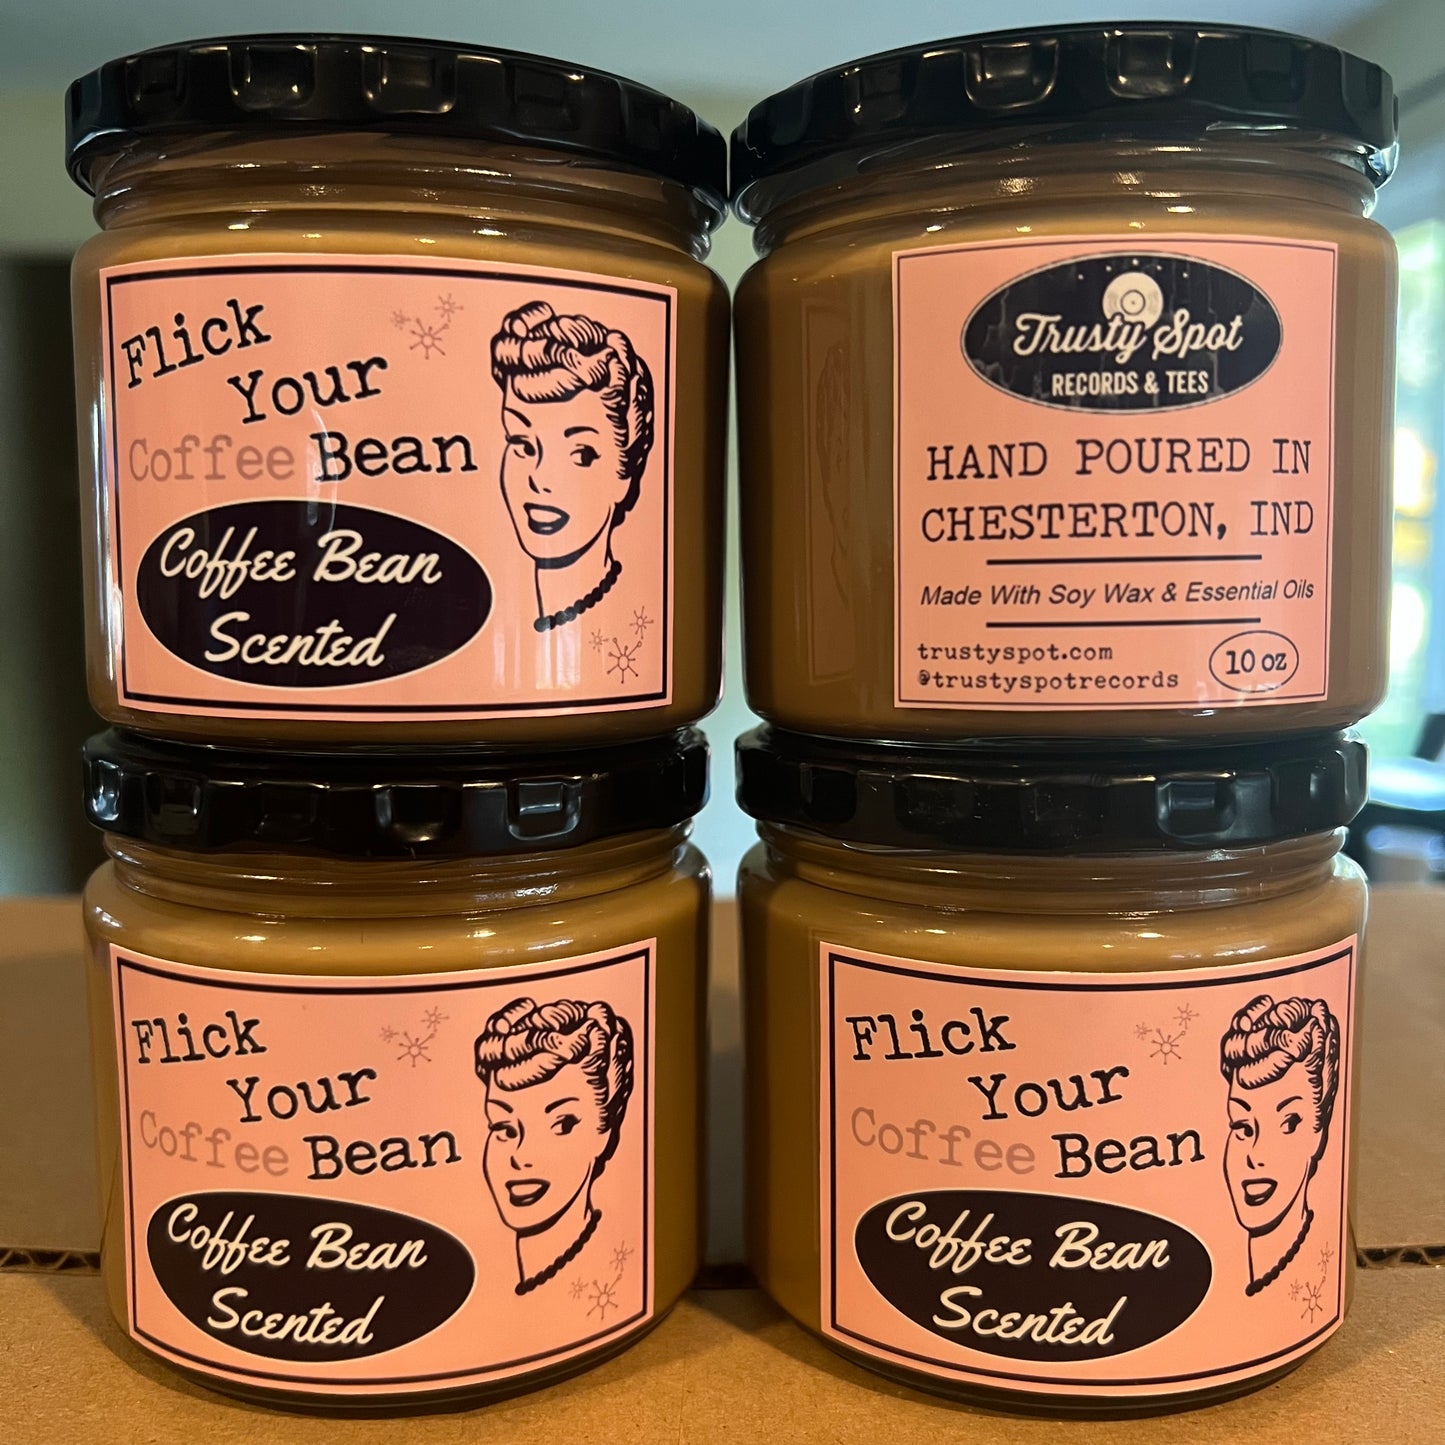 Flick
Your
Coffee Bean
Coffee Bean
Scented
Trusty Spot
RECORDS & TEES
HAND POURED IN
CHESTERTON, IND
Made With Soy Wax & Essential Oils
trustyspot.com
@trustyspotrecords
10 oz
Flick
Your
Coffee Bean
Coffee Bean
Scented
Flick
Your
Coffee Bean
Coffee Bean
Scented